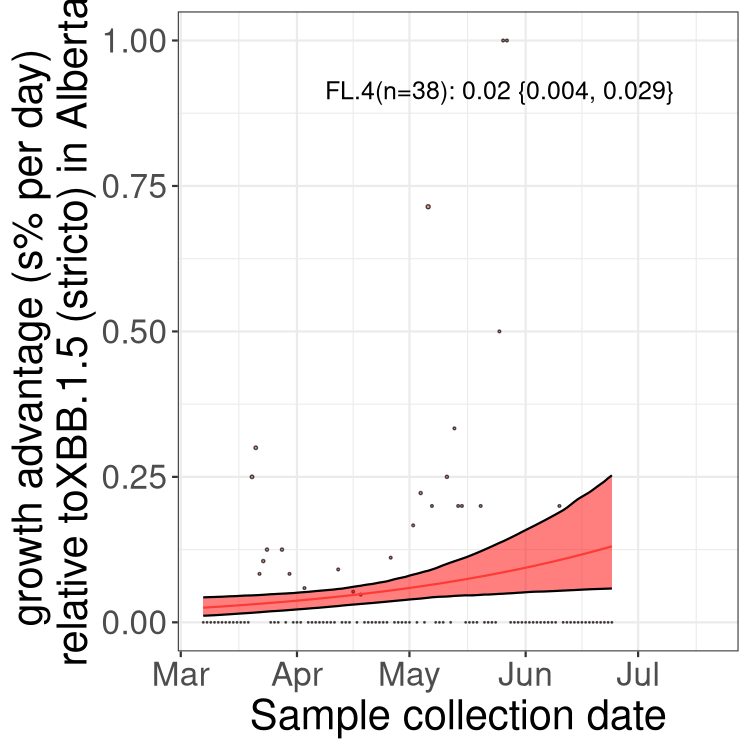 growth advantage (s% per day)
relative toXBB.1.5 (stricto) in Alberta
1.00
0.75
0.50
0.25
0.00
FL.4(n=38): 0.02 {0.004, 0.029}
Mar Apr May Jun Jul
Sample collection date